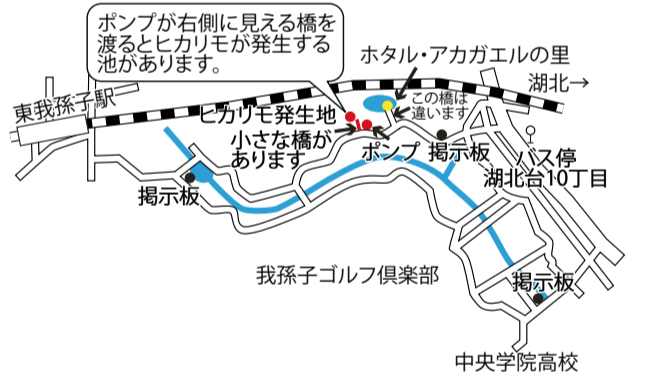 ポンプが右側に見える橋を
渡るとヒカリモが発生する
池があります。
ホタル・アカガエルの里
湖北→
東我孫子駅
ヒカリモ発生地
この橋は
違います
小さな橋が
あります
ポンプ
掲示板
バス停
湖北台10丁目
掲示板
我孫子ゴルフ倶楽部
掲示板
中央学院高校